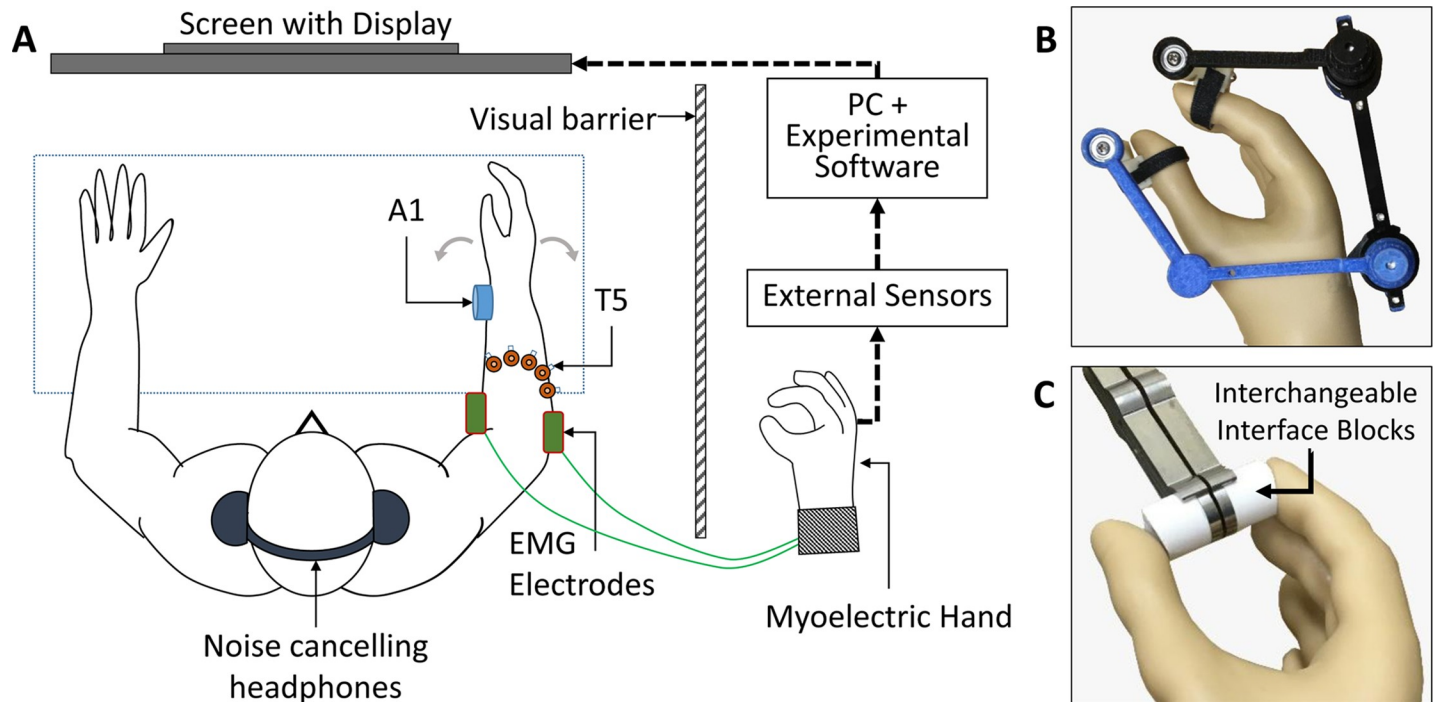 A
Screen with Display
Visual barrier
PC +
Experimental
Software
A1
T5
External Sensors
EMG
Electrodes
Myoelectric Hand
Noise cancelling
headphones
B
C
Interchangeable
Interface Blocks